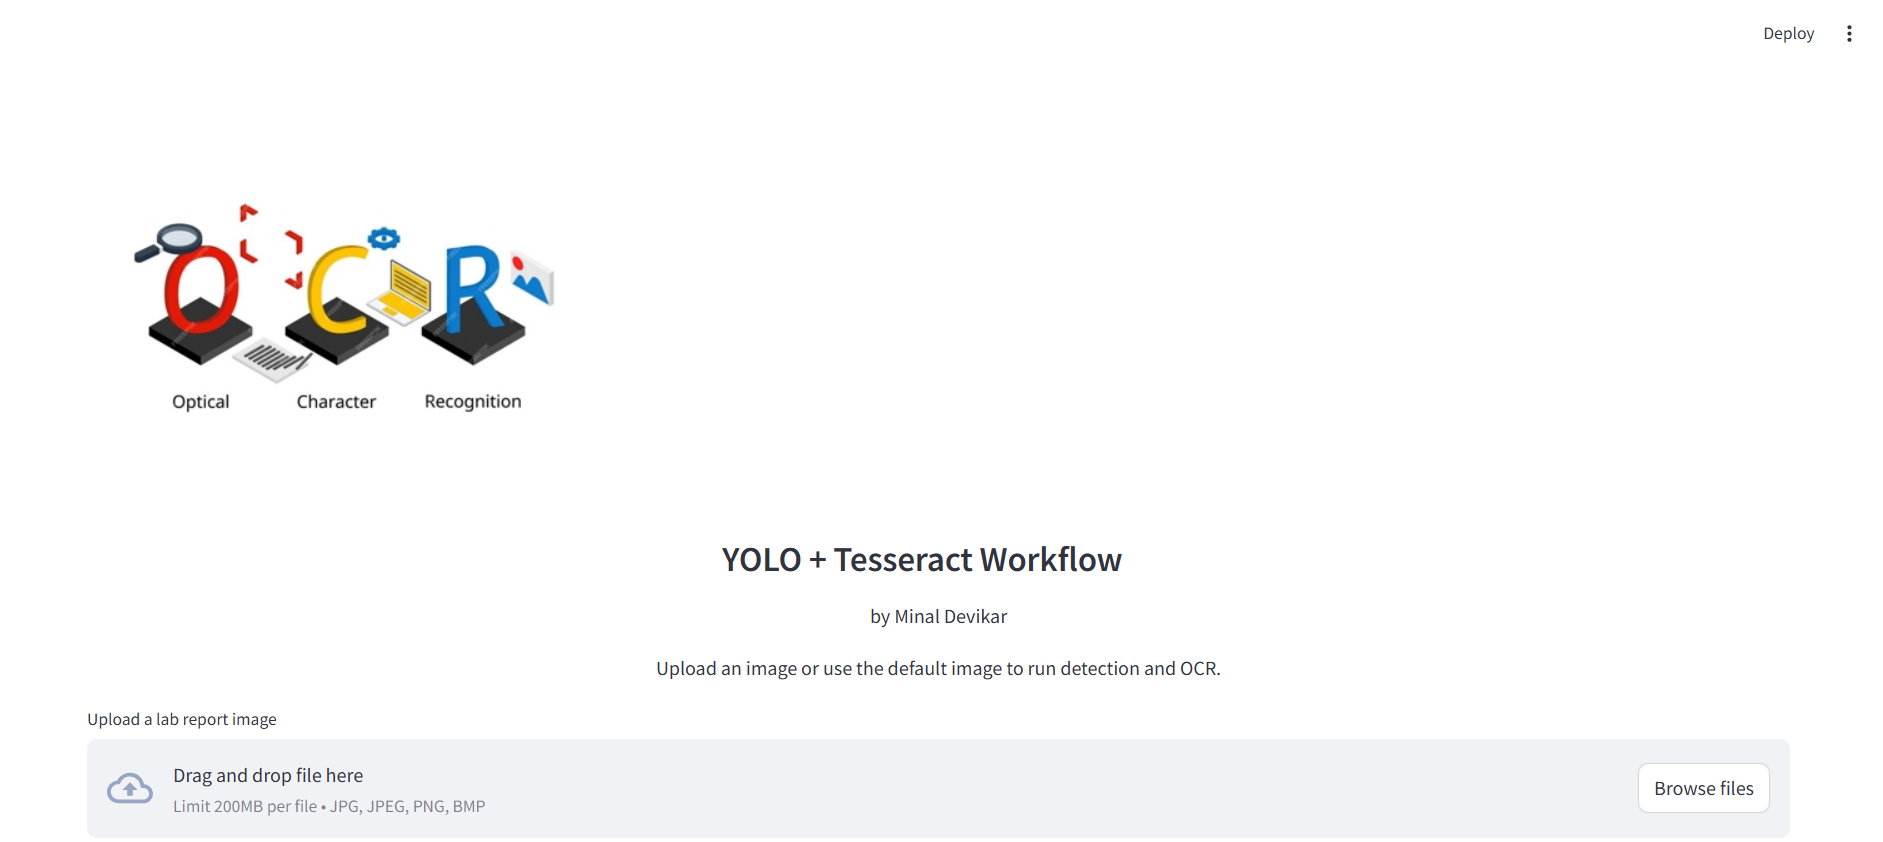 Deploy
O C R
Optical Character Recognition
YOLO + Tesseract Workflow
by Minal Devikar
Upload an image or use the default image to run detection and OCR.
Upload a lab report image
Drag and drop file here
Limit 200MB per file • JPG, JPEG, PNG, BMP
Browse files